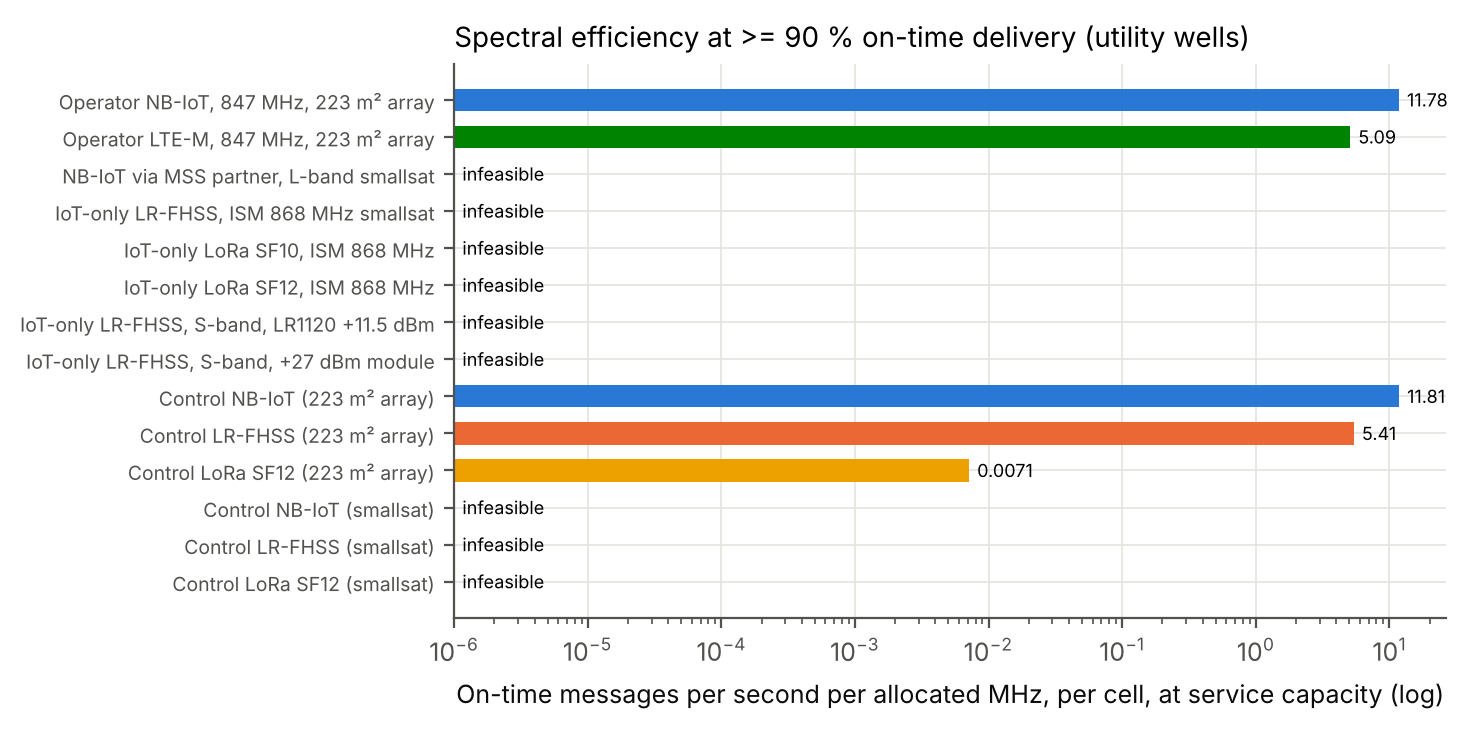 Spectral efficiency at >= 90 % on-time delivery (utility wells)
Operator NB-IoT, 847 MHz, 223 m² array 11.78
Operator LTE-M, 847 MHz, 223 m² array 5.09
NB-IoT via MSS partner, L-band smallsat infeasible
IoT-only LR-FHSS, ISM 868 MHz smallsat infeasible
IoT-only LoRa SF10, ISM 868 MHz infeasible
IoT-only LoRa SF12, ISM 868 MHz infeasible
IoT-only LR-FHSS, S-band, LR1120 +11.5 dBm infeasible
IoT-only LR-FHSS, S-band, +27 dBm module infeasible
Control NB-IoT (223 m² array) 11.81
Control LR-FHSS (223 m² array) 5.41
Control LoRa SF12 (223 m² array) 0.0071
Control NB-IoT (smallsat) infeasible
Control LR-FHSS (smallsat) infeasible
Control LoRa SF12 (smallsat) infeasible
10⁻⁶ 10⁻⁵ 10⁻⁴ 10⁻³ 10⁻² 10⁻¹ 10⁰ 10¹
On-time messages per second per allocated MHz, per cell, at service capacity (log)